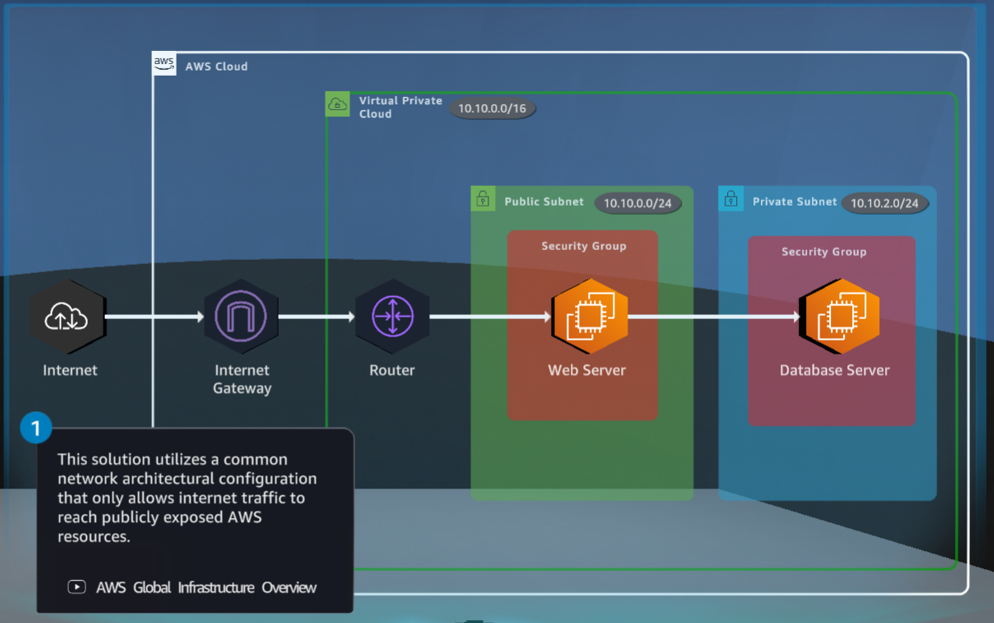 aws
AWS Cloud
Virtual Private
Cloud
10.10.0.0/16
Public Subnet
10.10.0.0/24
Private Subnet
10.10.2.0/24
Security Group
Security Group
Internet
Internet
Gateway
Router
Web Server
Database Server
1
This solution utilizes a common
network architectural configuration
that only allows internet traffic to
reach publicly exposed AWS
resources.
AWS Global Infrastructure Overview